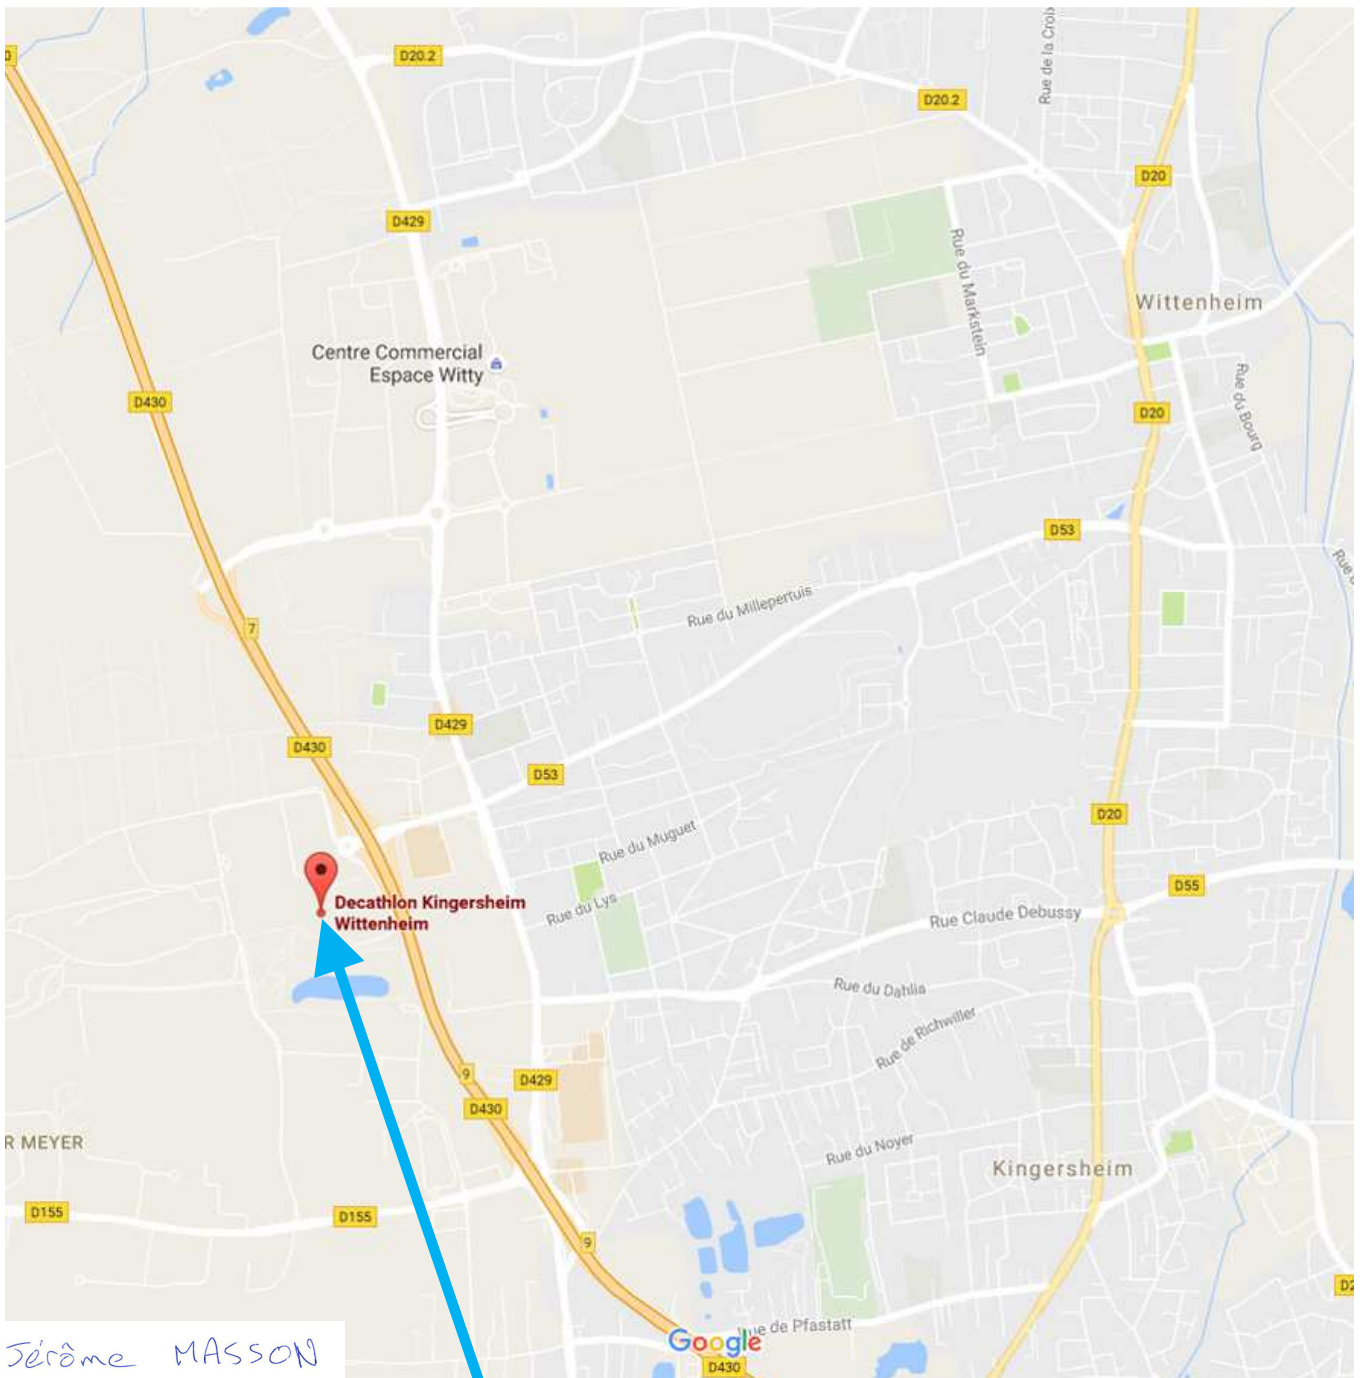 0
D20.2
D20.2
Rue de la Croix
D20
D429
Rue du Markstein
Wittenheim
Centre Commercial
Espace Witty
D430
D20
Rue du Bourg
D53
Rue du Millepertuis
7
D429
D430
D53
D20
Rue du Muguet
Decathlon Kingersheim
Wittenheim
Rue du Lys
D55
Rue Claude Debussy
Rue du Dahlia
Rue de Richwiller
9
D429
D430
R MEYER
Rue du Noyer
Kingersheim
D155
D155
9
Rue de Pfastatt
Google
D430
Jérôme MASSON